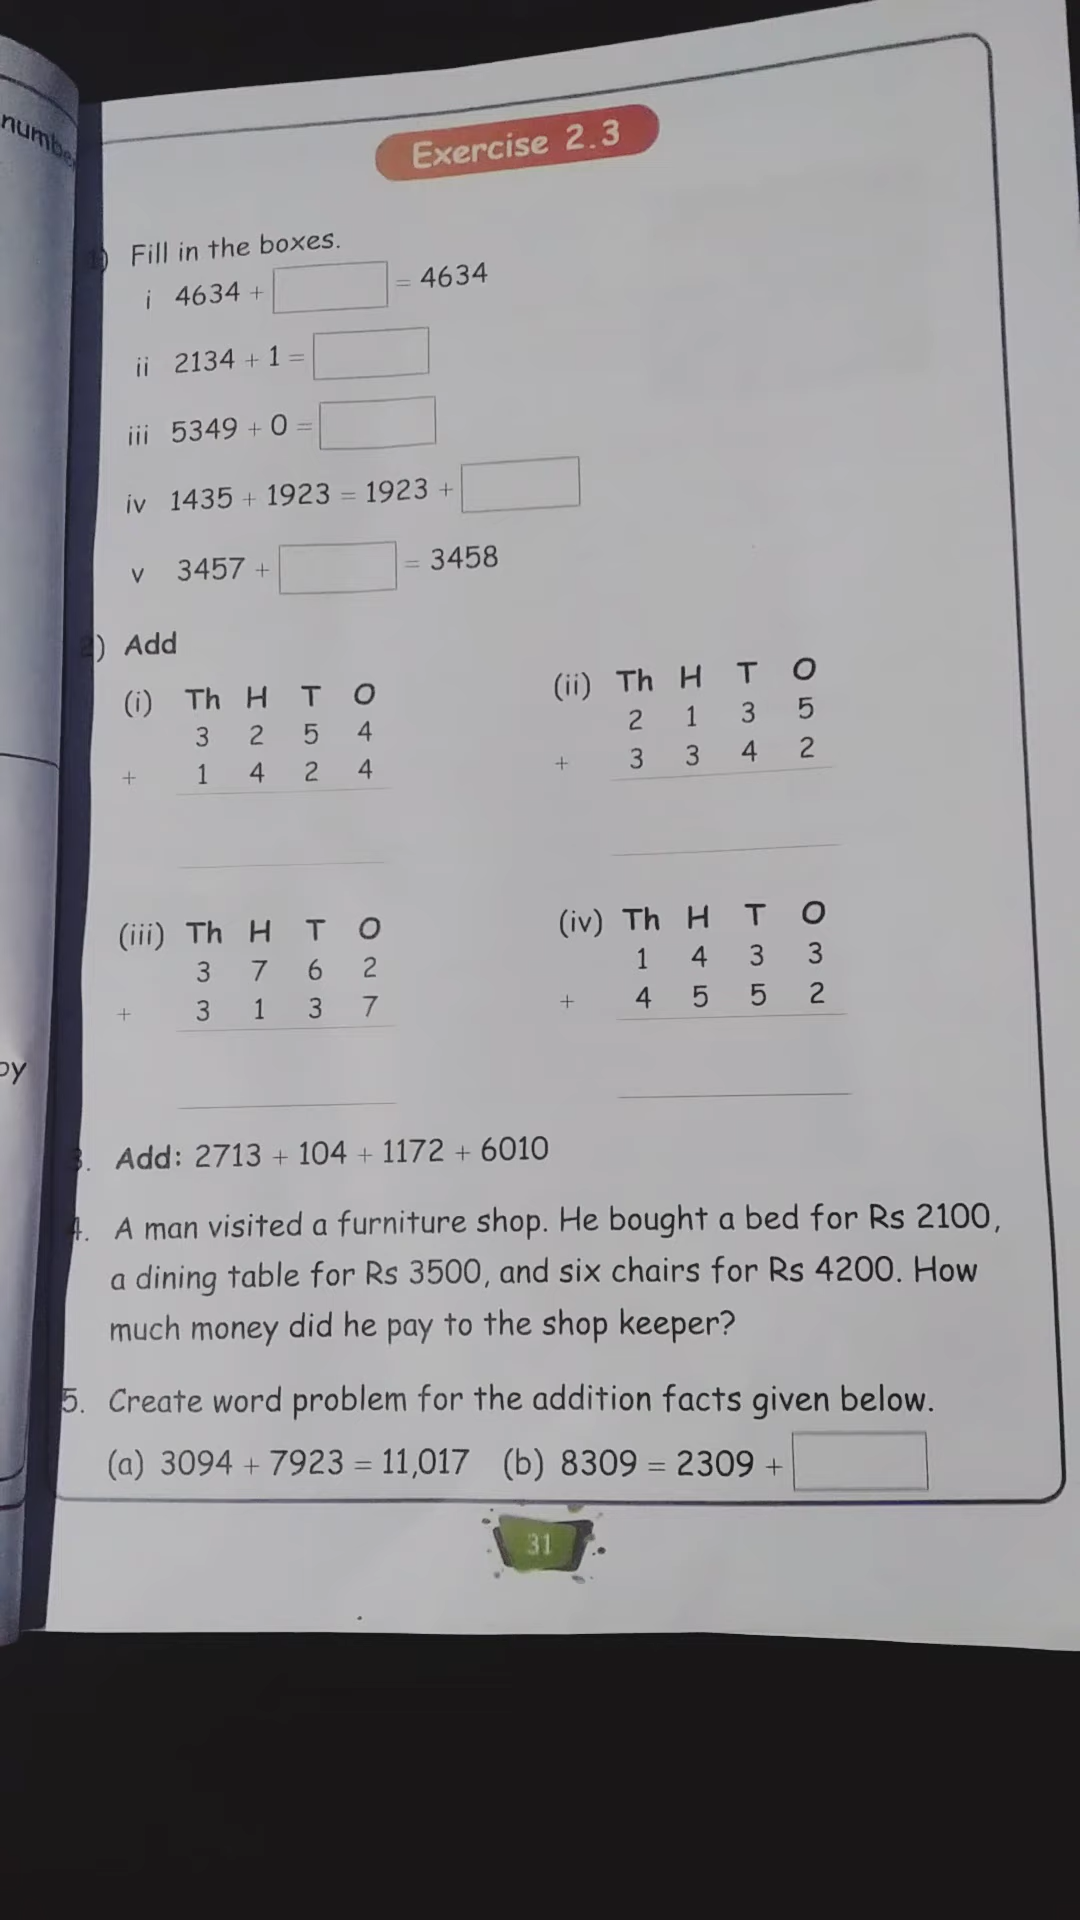 numbe
Exercise 2.3
1) Fill in the boxes.
i 4634 + = 4634
ii 2134 + 1 =
iii 5349 + 0 =
iv 1435 + 1923 = 1923 +
v 3457 + = 3458
2) Add
(i) Th H T O
3 2 5 4
+ 1 4 2 4
(ii) Th H T O
2 1 3 5
+ 3 3 4 2
(iii) Th H T O
3 7 6 2
+ 3 1 3 7
(iv) Th H T O
1 4 3 3
+ 4 5 5 2
by
3. Add: 2713 + 104 + 1172 + 6010
4. A man visited a furniture shop. He bought a bed for Rs 2100,
a dining table for Rs 3500, and six chairs for Rs 4200. How
much money did he pay to the shop keeper?
5. Create word problem for the addition facts given below.
(a) 3094 + 7923 = 11,017 (b) 8309 = 2309 +
31